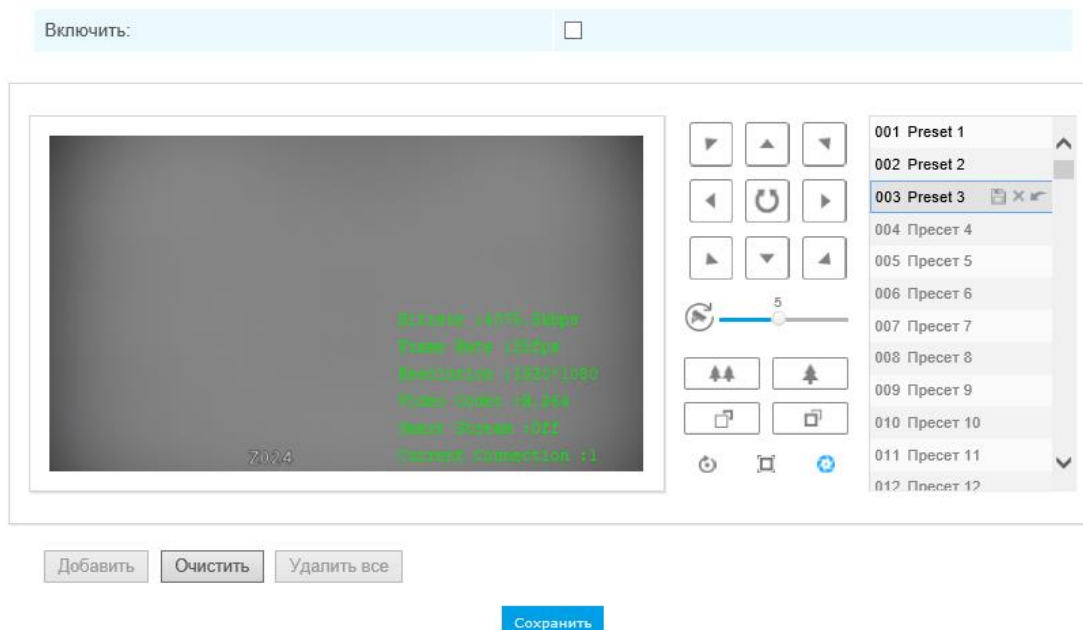 Включить:
001 Preset 1
002 Preset 2
003 Preset 3
004 Пресет 4
005 Пресет 5
006 Пресет 6
007 Пресет 7
008 Пресет 8
009 Пресет 9
010 Пресет 10
011 Пресет 11
012 Пресет 12
5
Frame Rate :25fps
Resolution :1920*1080
Video Codec :H.264
Smart Stream :Off
Current Connection :1
Z024
Добавить
Очистить
Удалить все
Сохранить